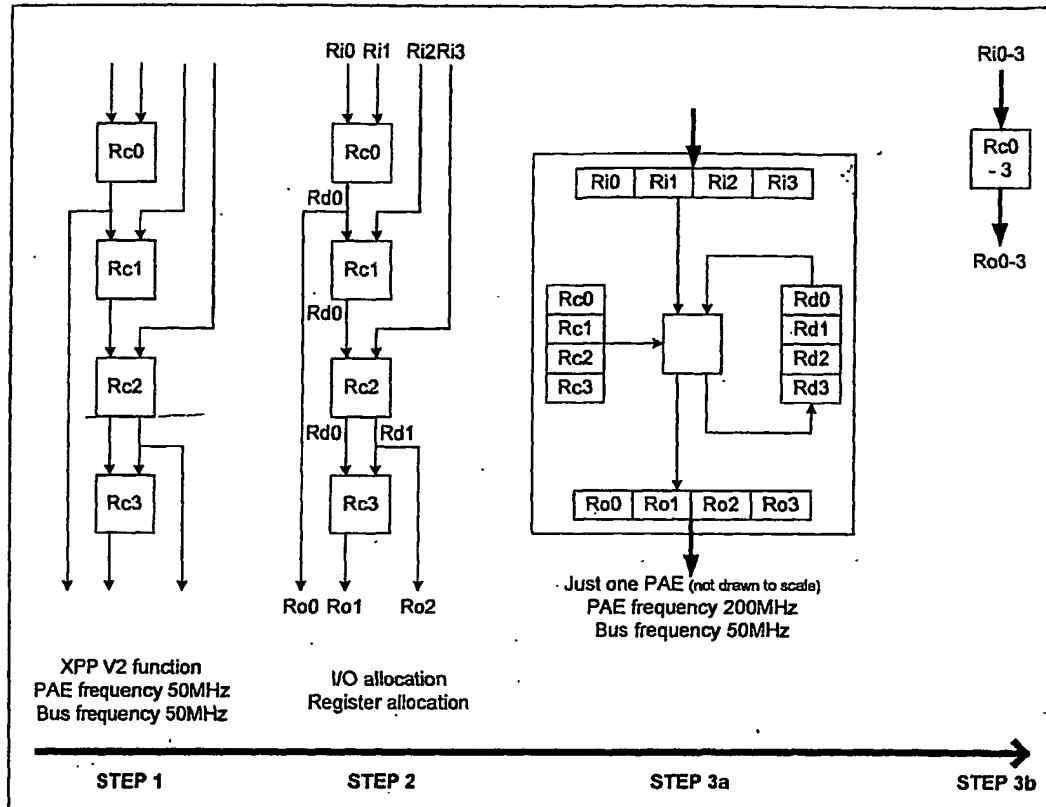 Ri0 Ri1 Ri2 Ri3
Rc0
Rd0
Rc1
Rd0
Rc2
Rd0 Rd1
Rc3
Ro0 Ro1 Ro2
I/O allocation
Register allocation
STEP 2
Rc0
Rc1
Rc2
Rc3
XPP V2 function
PAE frequency 50MHz
Bus frequency 50MHz
STEP 1
Ri0 Ri1 Ri2 Ri3
Rc0
Rc1
Rc2
Rc3
Rd0
Rd1
Rd2
Rd3
Ro0 Ro1 Ro2 Ro3
Just one PAE (not drawn to scale)
PAE frequency 200MHz
Bus frequency 50MHz
STEP 3a
Ri0-3
Rc0
- 3
Ro0-3
STEP 3b